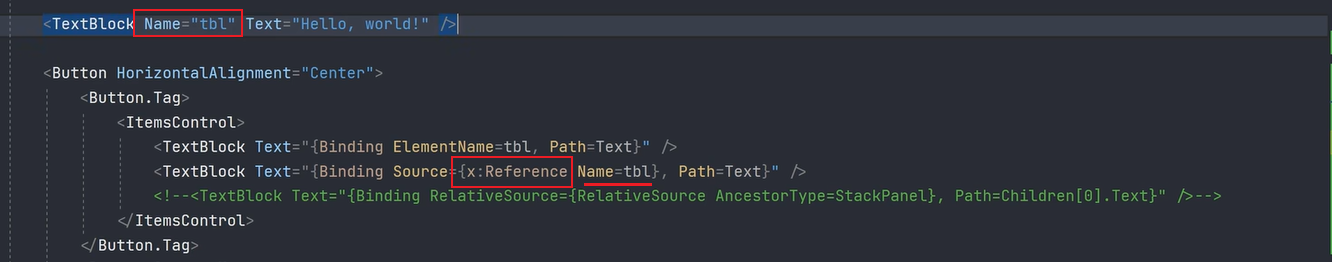 <TextBlock Name="tbl" Text="Hello, world!" />
<Button HorizontalAlignment="Center">
<Button.Tag>
<ItemsControl>
<TextBlock Text="{Binding ElementName=tbl, Path=Text}" />
<TextBlock Text="{Binding Source={x:Reference Name=tbl}, Path=Text}" />
<!--<TextBlock Text="{Binding RelativeSource={RelativeSource AncestorType=StackPanel}, Path=Children[0].Text}" />-->
</ItemsControl>
</Button.Tag>